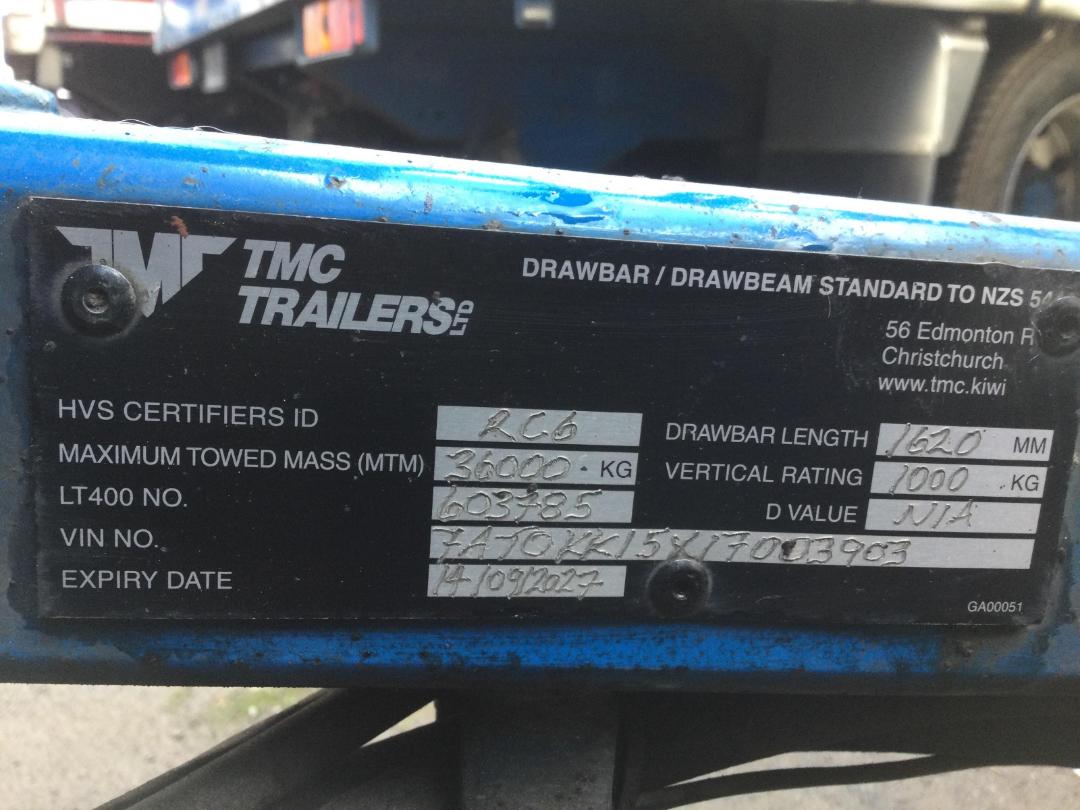 TMC
TRAILERS LTD
DRAWBAR / DRAWBEAM STANDARD TO NZS 54
56 Edmonton R
Christchurch
www.tmc.kiwi
HVS CERTIFIERS ID RC6
MAXIMUM TOWED MASS (MTM) 36000 KG
LT400 NO. 603785
VIN NO. 7AT0KK15X17003903
EXPIRY DATE 14/09/2027
DRAWBAR LENGTH 1620 MM
VERTICAL RATING 1000 KG
D VALUE N/A
GA00051